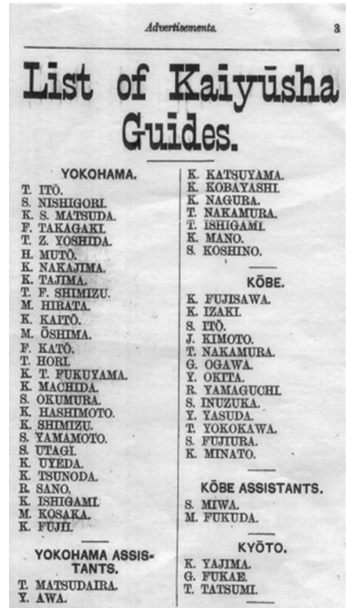 Advertisements. 3
List of Kaiyūsha
Guides.
YOKOHAMA.
T. ITŌ.
S. NISHIGORI.
K. S. MATSUDA.
F. TAKAGAKI.
T. Z. YOSHIDA.
H. MUTŌ.
K. NAKAJIMA.
K. TAJIMA.
T. F. SHIMIZU.
M. HIRATA.
K. KAITŌ.
M. ŌSHIMA.
F. KATŌ.
T. HORI.
K. T. FUKUYAMA.
K. MACHIDA.
S. OKUMURA.
K. HASHIMOTO.
K. SHIMIZU.
S. YAMAMOTO.
S. UTAGI.
K. UYEDA.
K. TSUNODA.
R. SANO.
K. ISHIGAMI.
M. KOSAKA.
K. FUJII.
YOKOHAMA ASSIS-
TANTS.
T. MATSUDAIRA.
Y. AWA.
K. KATSUYAMA.
K. KOBAYASHI.
K. NAGURA.
T. NAKAMURA.
T. ISHIGAMI.
K. MANO.
S. KOSHINO.
KŌBE.
K. FUJISAWA.
K. IZAKI.
S. ITŌ.
J. KIMOTO.
T. NAKAMURA.
G. OGAWA.
Y. OKITA.
R. YAMAGUCHI.
S. INUZUKA.
Y. YASUDA.
T. YOKOKAWA.
S. FUJIURA.
K. MINATO.
KŌBE ASSISTANTS.
S. MIWA.
M. FUKUDA.
KYŌTO.
K. YAJIMA.
G. FUKAE.
T. TATSUMI.